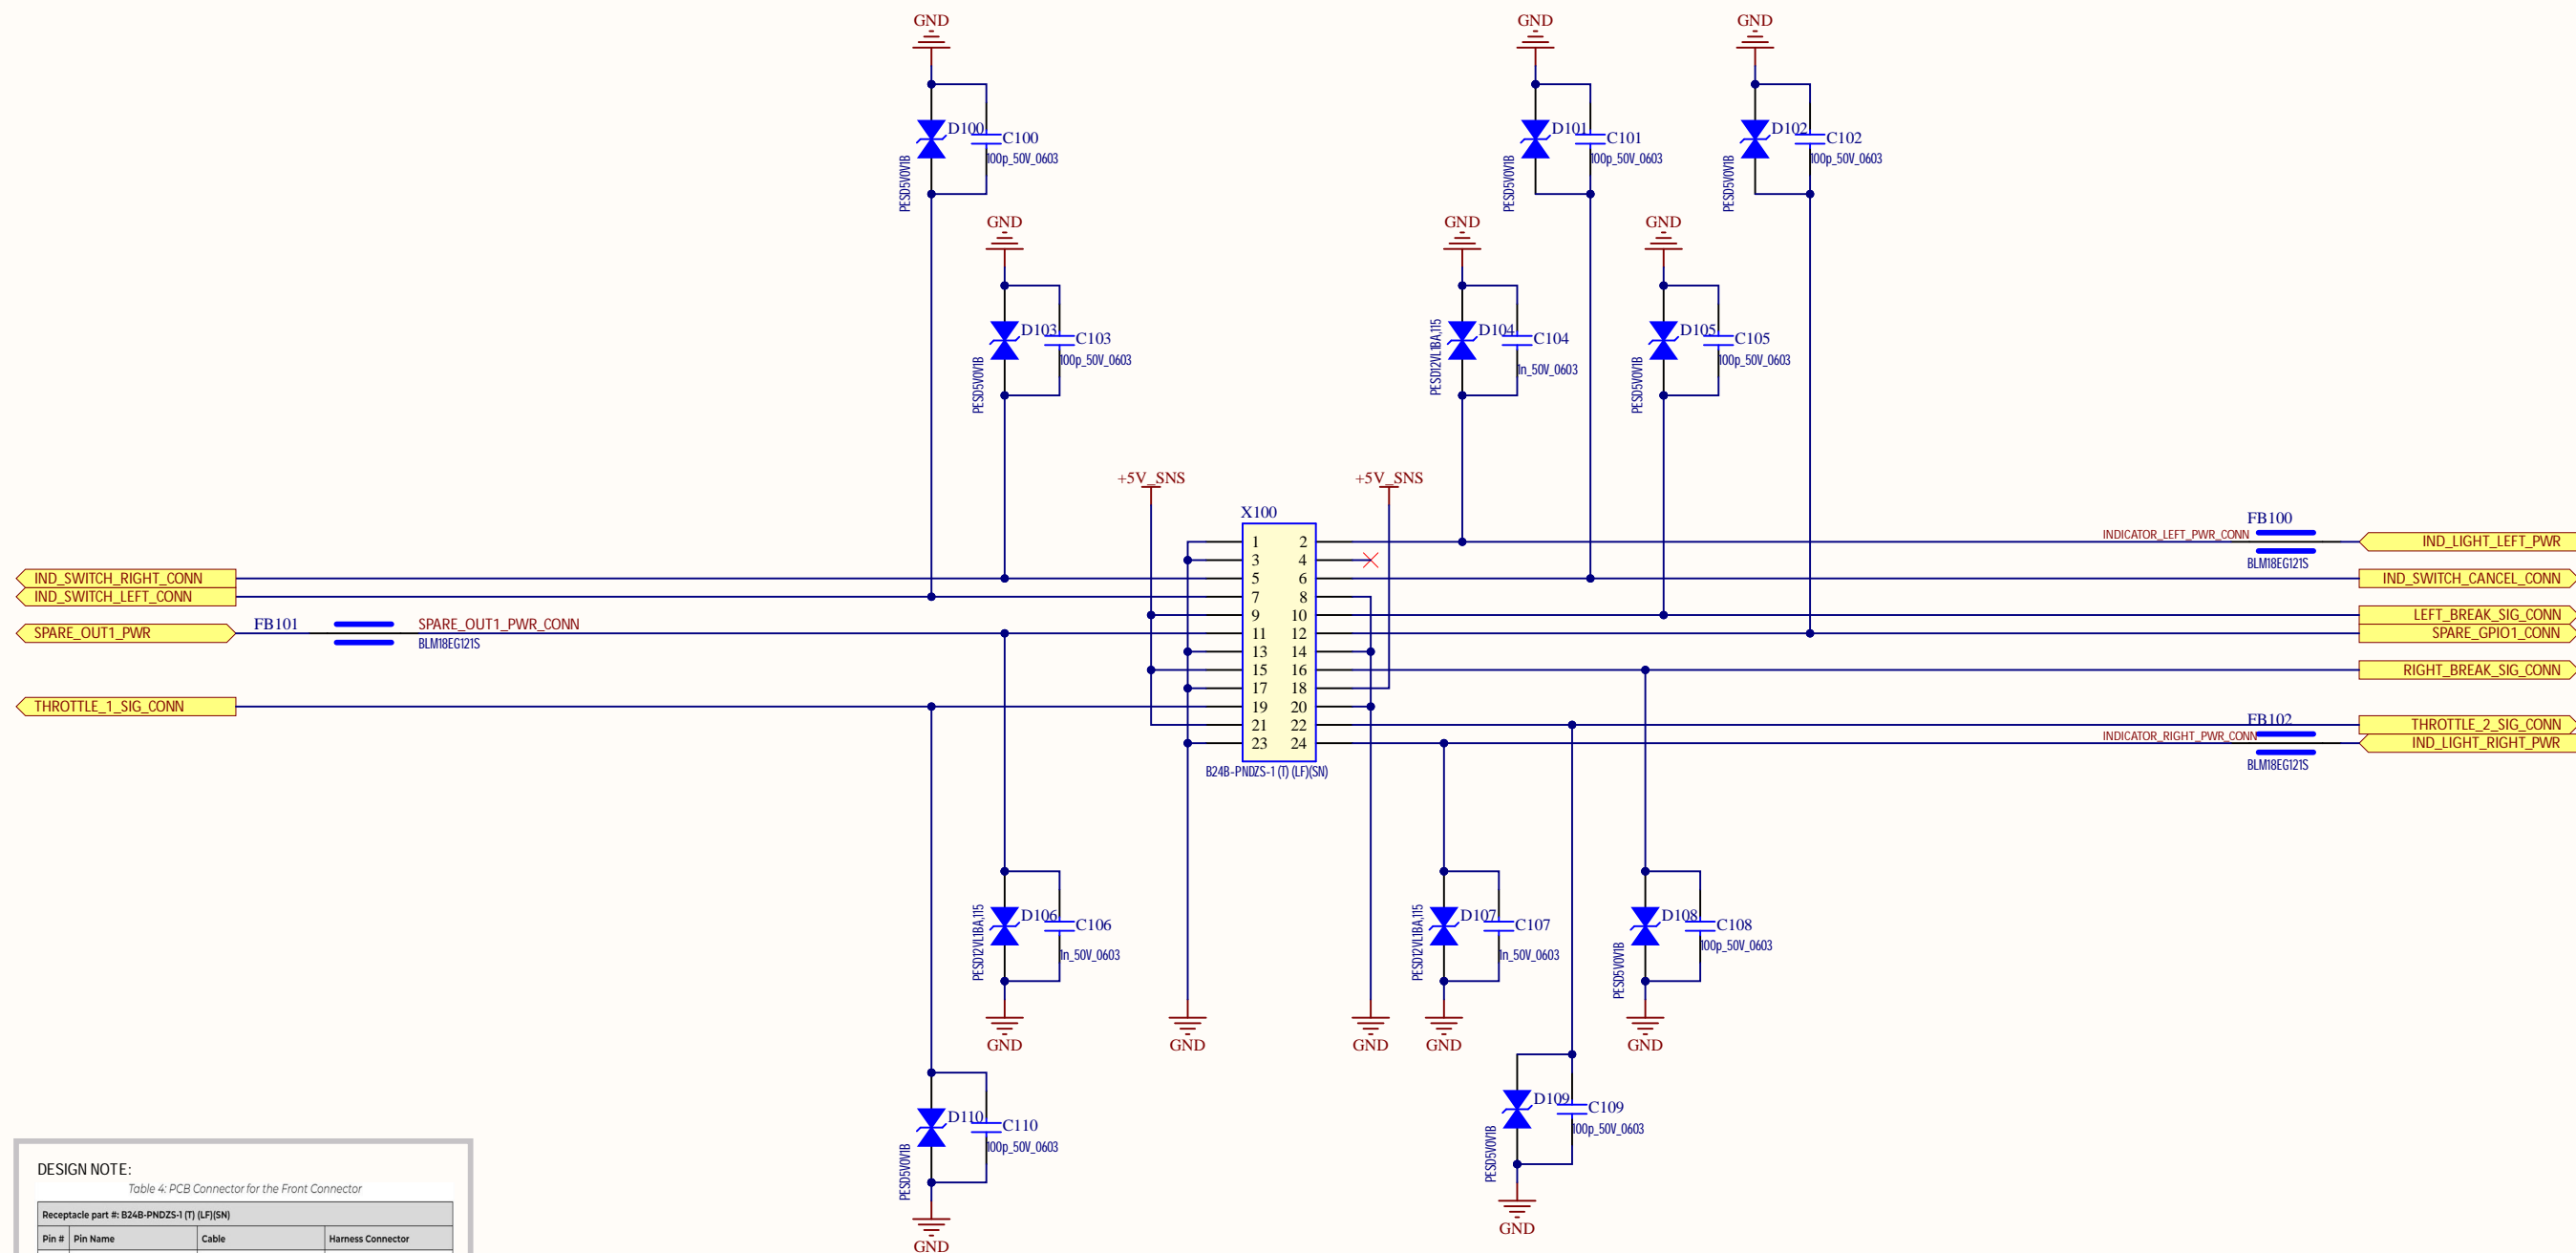 GND GND GND
D100 C100 D101 C101 D102 C102
100p_50V_0603 100p_50V_0603 100p_50V_0603
PESD5V0V1B PESD5V0V1B PESD5V0V1B
GND GND GND
D103 C103 D104 C104 D105 C105
100p_50V_0603 1n_50V_0603 100p_50V_0603
PESD5V0V1B PESD12VL1BA,115 PESD5V0V1B
+5V_SNS +5V_SNS
X100
FB100
1 2 INDICATOR_LEFT_PWR_CONN IND_LIGHT_LEFT_PWR
3 4
BLM18EG121S
IND_SWITCH_RIGHT_CONN 5 6 IND_SWITCH_CANCEL_CONN
IND_SWITCH_LEFT_CONN 7 8
9 10 LEFT_BREAK_SIG_CONN
SPARE_OUT1_PWR FB101 SPARE_OUT1_PWR_CONN 11 12 SPARE_GPIO1_CONN
BLM18EG121S
13 14
15 16 RIGHT_BREAK_SIG_CONN
17 18
THROTTLE_1_SIG_CONN 19 20
21 22 FB102 THROTTLE_2_SIG_CONN
23 24 INDICATOR_RIGHT_PWR_CONN IND_LIGHT_RIGHT_PWR
BLM18EG121S
B24B-PNDZS-1 (T) (LF)(SN)
D106 C106 D107 C107 D108 C108
1n_50V_0603 1n_50V_0603 100p_50V_0603
PESD12VL1BA,115 PESD12VL1BA,115 PESD5V0V1B
GND GND GND GND GND
D110 C110 D109 C109
100p_50V_0603 100p_50V_0603
PESD5V0V1B PESD5V0V1B
GND GND
DESIGN NOTE:
Table 4: PCB Connector for the Front Connector
Receptacle part #: B24B-PNDZS-1 (T) (LF)(SN)
Pin # Pin Name Cable Harness Connector